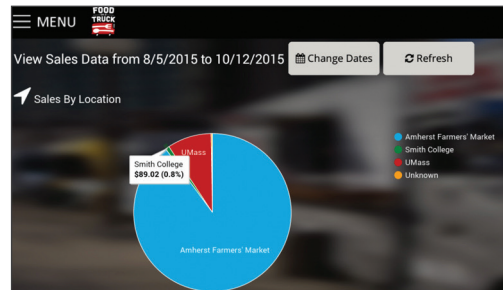 MENU
FOOD
TRUCK
View Sales Data from 8/5/2015 to 10/12/2015
Change Dates
Refresh
Sales By Location
UMass
Smith College
$89.02 (0.8%)
Amherst Farmers' Market
Amherst Farmers' Market
Smith College
UMass
Unknown